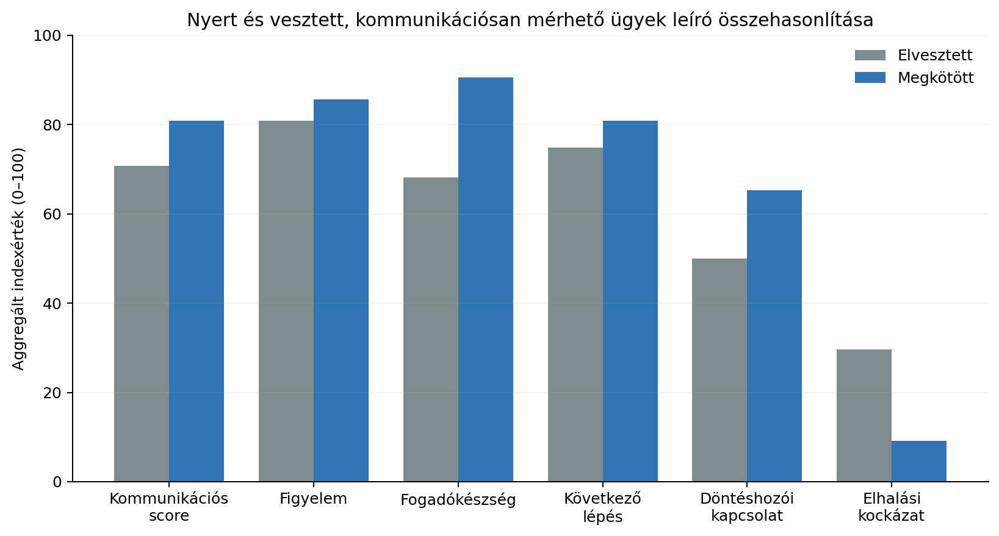 Nyert és vesztett, kommunikációsan mérhető ügyek leíró összehasonlítása
Elvesztett
Megkötött
Aggregált indexérték (0–100)
100
80
60
40
20
0
Kommunikációs
score
Figyelem
Fogadókészség
Következő
lépés
Döntéshozói
kapcsolat
Elhalási
kockázat